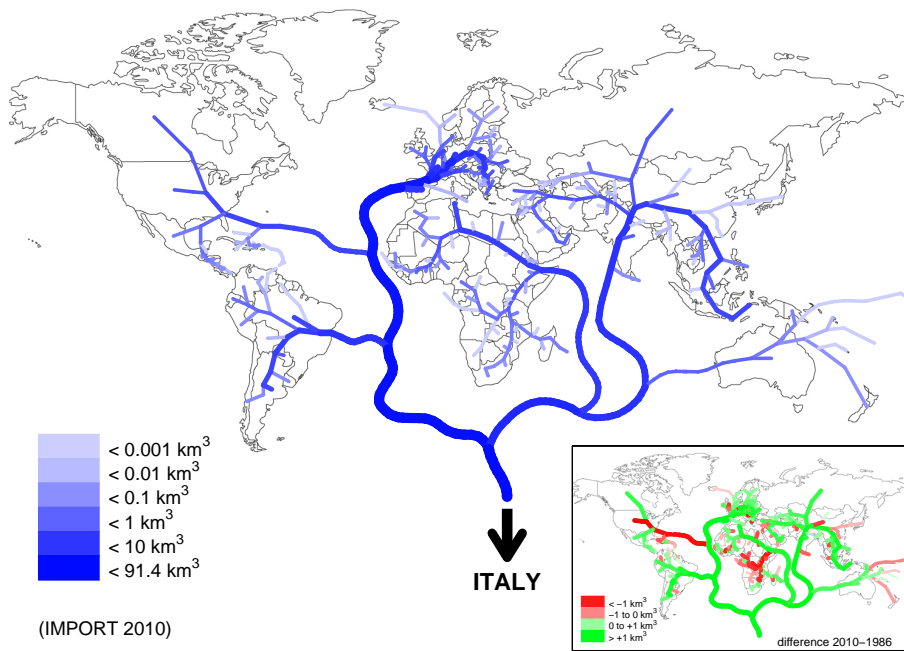 < 0.001 km³
< 0.01 km³
< 0.1 km³
< 1 km³
< 10 km³
< 91.4 km³
(IMPORT 2010)
ITALY
< −1 km³
−1 to 0 km³
0 to +1 km³
> +1 km³
difference 2010−1986